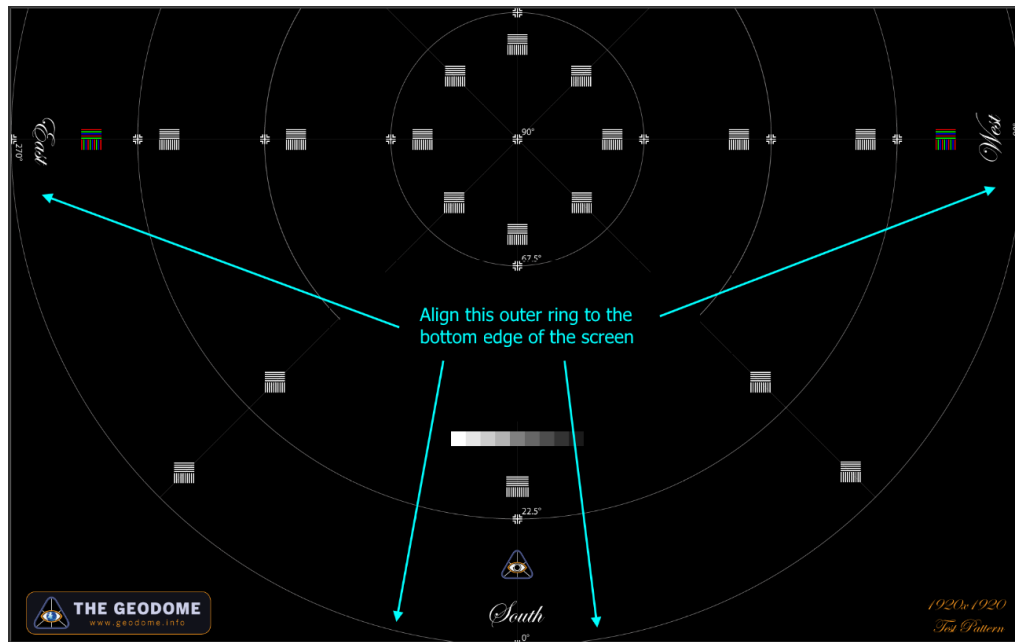 90°
East
270°
West
67.5°
Align this outer ring to the
bottom edge of the screen
22.5°
South
0°
THE GEODOME
www.geodome.info
1920x1920
Test Pattern